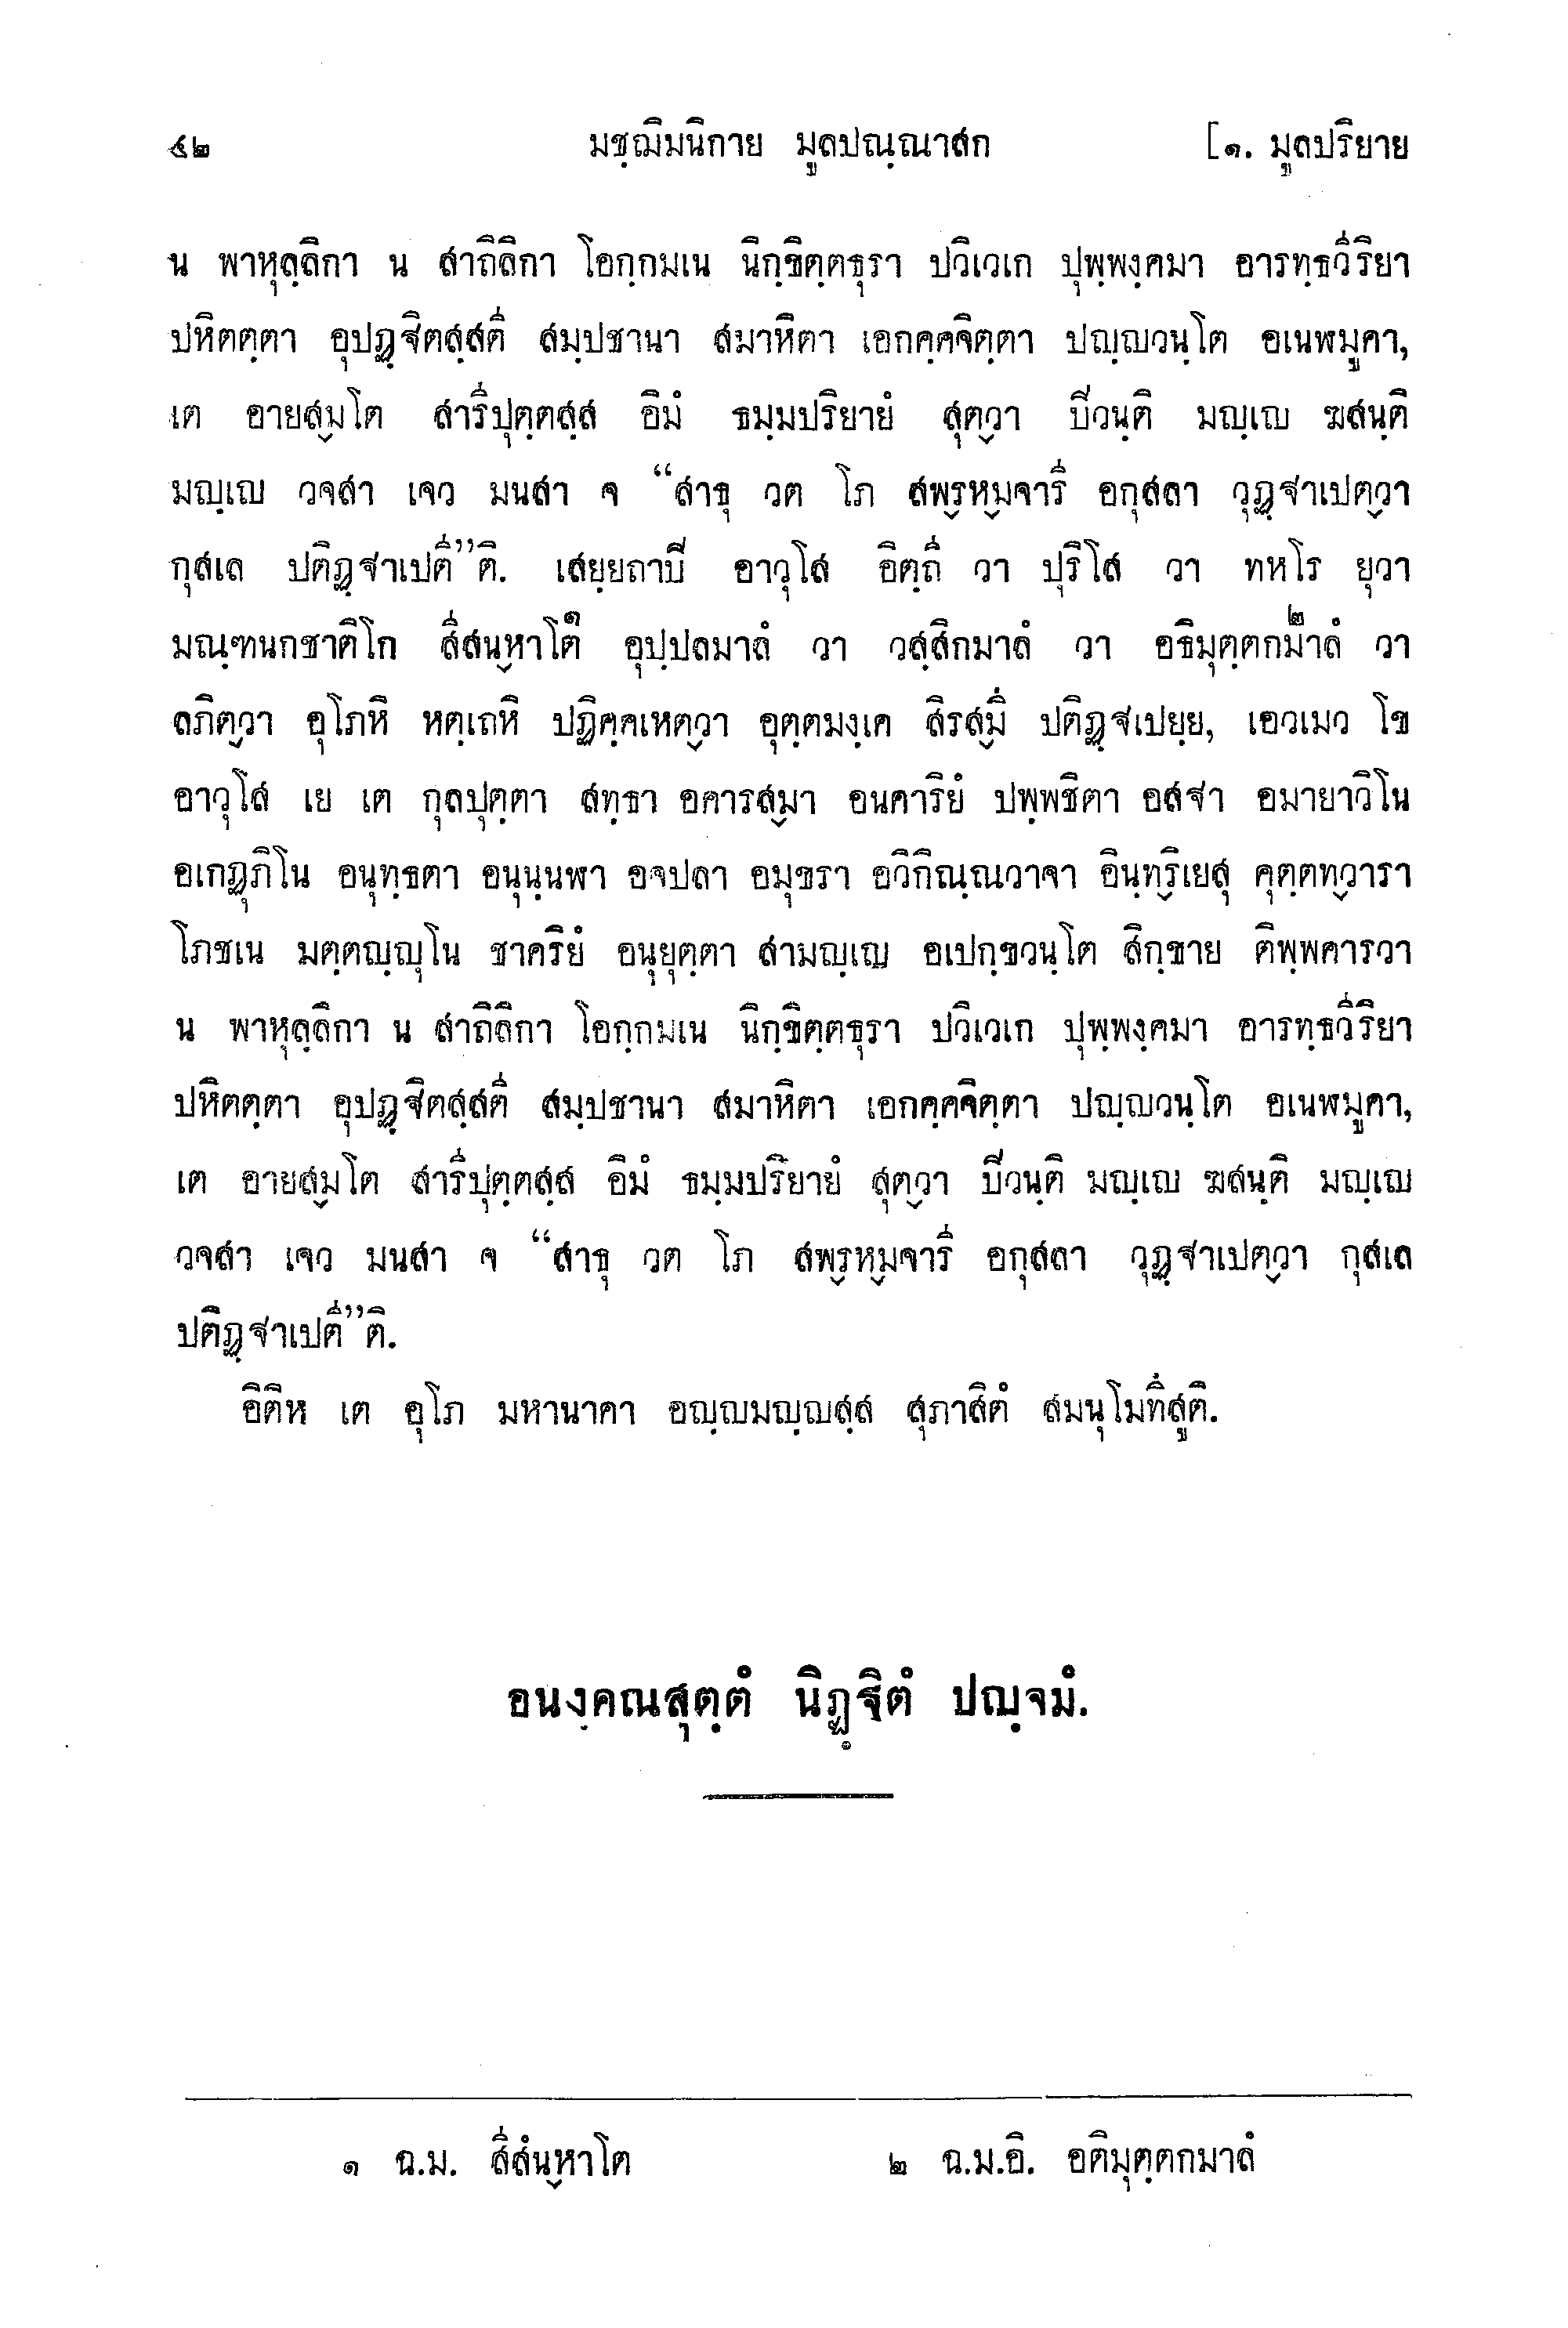 ๕๒ มชฺฌิมนิกาย มูลปณฺณาสก [๑. มูลปริยาย
น พาหุลฺลิกา น สาถิลิกา โอกฺกมเน นิกฺขิตฺตธุรา ปวิเวเก ปุพฺพงฺคมา อารทฺธวีริยา
ปหิตตฺตา อุปฏฺฐิตสฺสตี สมฺปชานา สมาหิตา เอกคฺคจิตฺตา ปญฺญวนฺโต อเนฬมูคา,
เต อายส๎มโต สารีปุตฺตสฺส อิมํ ธมฺมปริยายํ สุต๎วา ปีวนฺติ มญฺเญ ฆสนฺติ
มญฺเญ วจสา เจว มนสา จ “สาธุ วต โภ สพ๎รห๎มจารี อกุสลา วุฏฺฐาเปต๎วา
กุสเล ปติฏฺฐาเปตี”ติ. เสยฺยถาปี อาวุโส อิตฺถี วา ปุริโส วา ทหโร ยุวา
มณฺฑนกชาติโก สีสน๎หาโต๑ อุปฺปลมาลํ วา วสฺสิกมาลํ วา อธิมุตฺตกมาลํ๒ วา
ลภิต๎วา อุโภหิ หตฺเถหิ ปฏิคฺคเหต๎วา อุตฺตมงฺเค สิรส๎มึ ปติฏฺฐเปยฺย, เอวเมว โข
อาวุโส เย เต กุลปุตฺตา สทฺธา อคารส๎มา อนคาริยํ ปพฺพชิตา อสฐา อมายาวิโน
อเกฏุภิโน อนุทฺธตา อนุนฺนฬา อจปลา อมุขรา อวิกิณฺณวาจา อินฺท๎ริเยสุ คุตฺตท๎วารา
โภชเน มตฺตญฺญุโน ชาคริยํ อนุยุตฺตา สามญฺเญ อเปกฺขวนฺโต สิกฺขาย ติพฺพคารวา
น พาหุลฺลิกา น สาถิลิกา โอกฺกมเน นิกฺขิตฺตธุรา ปวิเวเก ปุพฺพงฺคมา อารทฺธวีริยา
ปหิตตฺตา อุปฏฺฐิตสฺสตี สมฺปชานา สมาหิตา เอกคฺคจิตฺตา ปญฺญวนฺโต อเนฬมูคา,
เต อายส๎มโต สารีปุตฺตสฺส อิมํ ธมฺมปริยายํ สุต๎วา ปีวนฺติ มญฺเญ ฆสนฺติ มญฺเญ
วจสา เจว มนสา จ “สาธุ วต โภ สพ๎รห๎มจารี อกุสลา วุฏฺฐาเปต๎วา กุสเล
ปติฏฺฐาเปตี”ติ.
อิติห เต อุโภ มหานาคา อญฺญมญฺญสฺส สุภาสิตํ สมนุโมทึสูติ.
อนงฺคณสุตฺตํ นิฏฺฐิตํ ปญฺจมํ.
๑ ฉ.ม. สีสํน๎หาโต ๒ ฉ.ม.อิ. อติมุตฺตกมาลํ